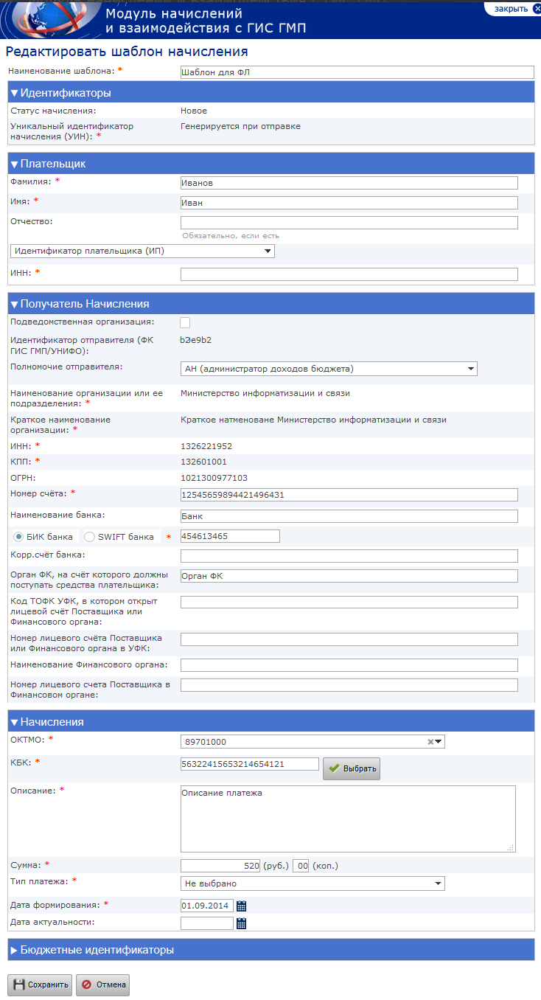 закрыть
Модуль начислений
и взаимодействия с ГИС ГМП
Редактировать шаблон начисления
Наименование шаблона: * Шаблон для ФЛ
Идентификаторы
Статус начисления: Новое
Уникальный идентификатор Генерируется при отправке
начисления (УИН): *
Плательщик
Фамилия: * Иванов
Имя: * Иван
Отчество:
Обязательно, если есть
Идентификатор плательщика (ИП)
ИНН: *
Получатель Начисления
Подведомственная организация:
Идентификатор отправителя (ФК
ГИС ГМП/УНИФО):
Полномочие отправителя: АН (администратор доходов бюджета)
Наименование организации или ее Министерство информатизации и связи
подразделения: *
Краткое наименование Краткое натменоване Министерство информатизации и связи
организации: *
ИНН: * 1326221952
КПП: * 132601001
ОГРН: 1021300977103
Номер счёта: * 12545659894421496431
Наименование банка: Банк
БИК банка SWIFT банка * 454613465
Корр.счёт банка:
Орган ФК, на счёт которого должны Орган ФК
поступать средства плательщика:
Код ТОФК УФК, в котором открыт
лицевой счёт Поставщика или
Финансового органа:
Номер лицевого счёта Поставщика
или Финансового органа в УФК:
Наименование Финансового органа:
Номер лицевого счета Поставщика в
Финансовом органе:
Начисления
ОКТМО: * 89701000
КБК: * 56322415653214654121 Выбрать
Описание: * Описание платежа
Сумма: * 520 (руб.) 00 (коп.)
Тип платежа: * Не выбрано
Дата формирования: * 01.09.2014
Дата актуальности:
Бюджетные идентификаторы
Сохранить Отмена